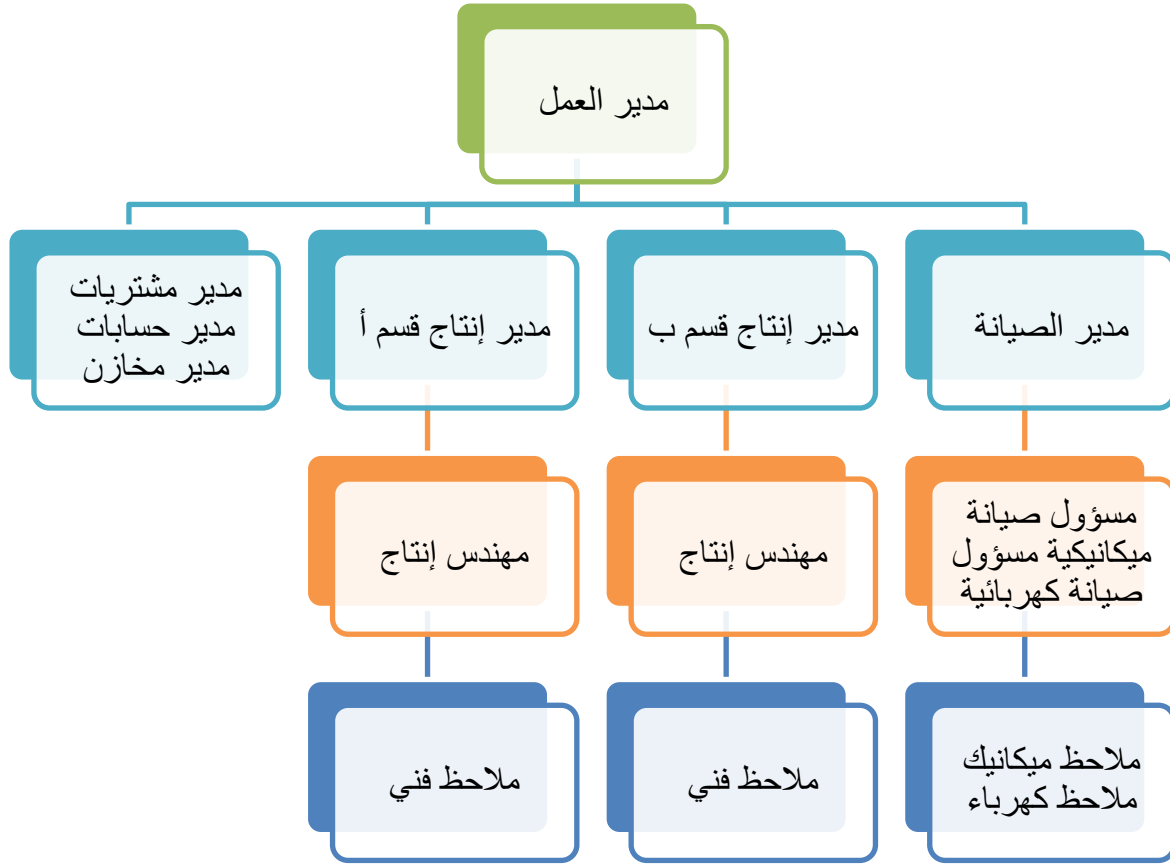 مدير العمل
مدير الصيانة
مدير إنتاج قسم ب
مدير إنتاج قسم أ
مدير مشتريات
مدير حسابات
مدير مخازن
مسؤول صيانة
ميكانيكية مسؤول
صيانة كهربائية
مهندس إنتاج
مهندس إنتاج
ملاحظ ميكانيك
ملاحظ كهرباء
ملاحظ فني
ملاحظ فني